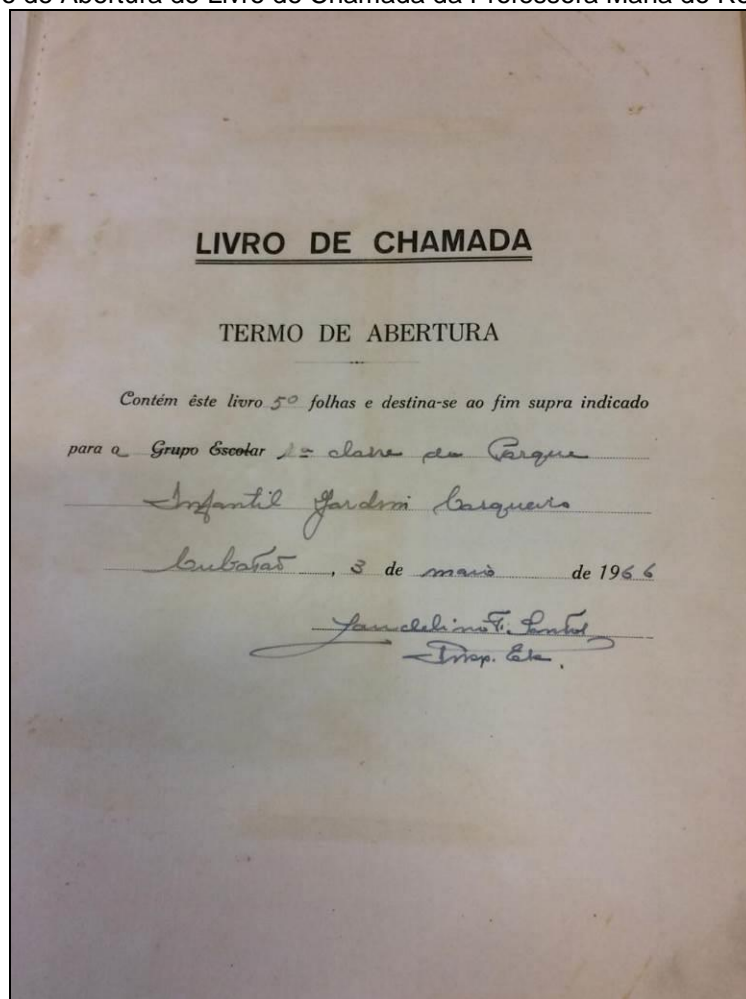 de Abertura do Livro de Chamada da Professora Maria do
LIVRO DE CHAMADA
TERMO DE ABERTURA
Contém êste livro 50 folhas e destina-se ao fim supra indicado
para a Grupo Escolar 1ª classe do Parque
Infantil Jardim Casqueiro
Cubatão, 3 de maio de 1966
F. Santos
Insp. Esc.